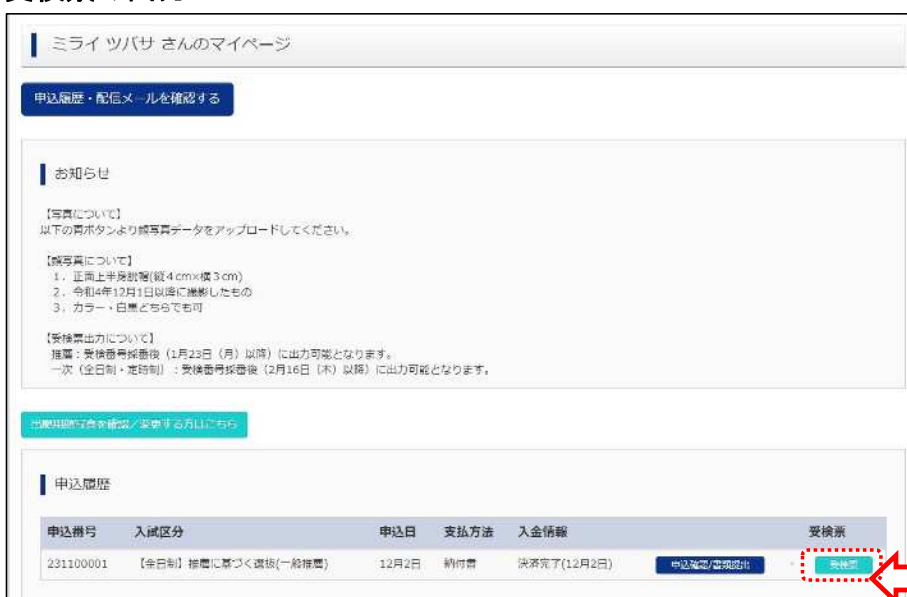 ミライ ツバサ さんのマイページ
申込履歴・配信メールを確認する
お知らせ
【写真について】
以下の青ボタンより顔写真データをアップロードしてください。
【顔写真について】
1．正面上半身脱帽(縦４cm×横３cm)
2．令和4年12月1日以降に撮影したもの
3．カラー・白黒どちらでも可
【受検票出力について】
推薦：受検番号採番後（1月23日（月）以降）に出力可能となります。
一次（全日制・定時制）：受検番号採番後（2月16日（木）以降）に出力可能となります。
出願用顔写真を確認／変更する方はこちら
申込履歴
申込番号 入試区分 申込日 支払方法 入金情報 受検票
231100001 【全日制】推薦に基づく選抜(一般推薦) 12月2日 納付書 決済完了(12月2日) 申込確認/書類提出 - 受検票